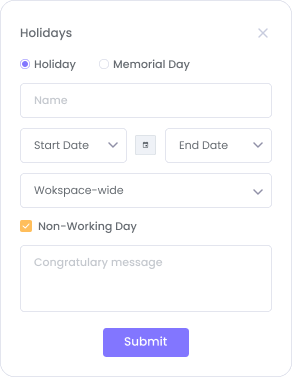 Holidays
Holiday Memorial Day
Name
Start Date End Date
Wokspace-wide
Non-Working Day
Congratulary message
Submit